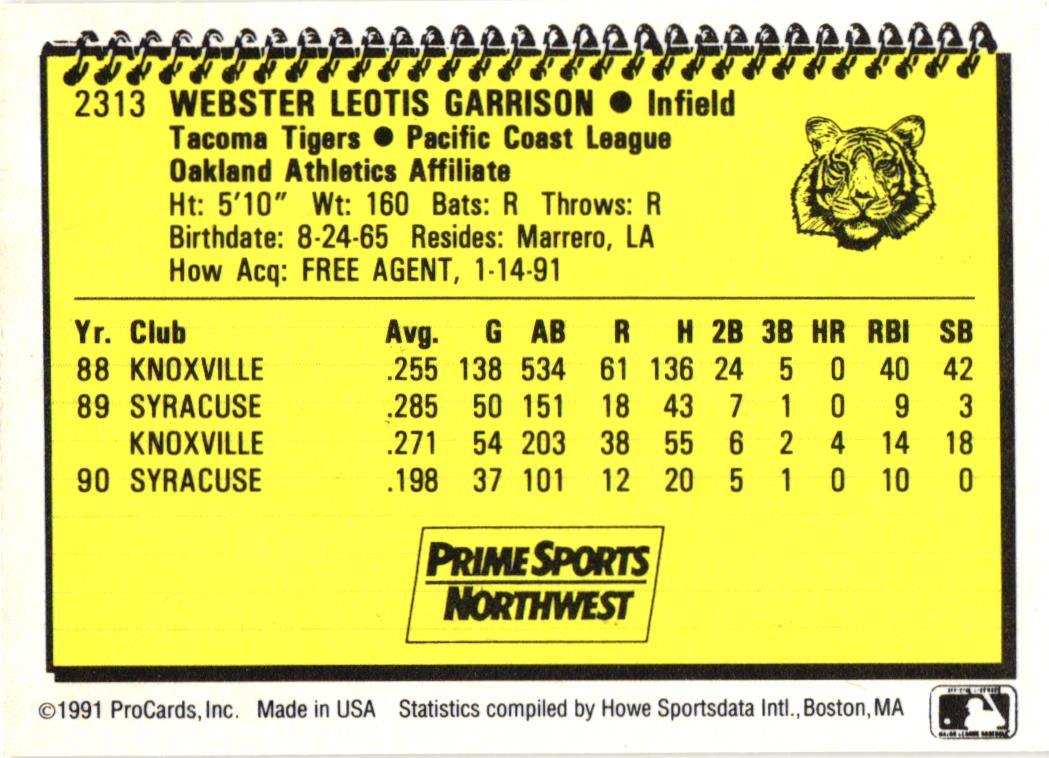 2313 WEBSTER LEOTIS GARRISON ● Infield
Tacoma Tigers ● Pacific Coast League
Oakland Athletics Affiliate
Ht: 5'10" Wt: 160 Bats: R Throws: R
Birthdate: 8-24-65 Resides: Marrero, LA
How Acq: FREE AGENT, 1-14-91
Yr. Club Avg. G AB R H 2B 3B HR RBI SB
88 KNOXVILLE .255 138 534 61 136 24 5 0 40 42
89 SYRACUSE .285 50 151 18 43 7 1 0 9 3
KNOXVILLE .271 54 203 38 55 6 2 4 14 18
90 SYRACUSE .198 37 101 12 20 5 1 0 10 0
PRIME SPORTS
NORTHWEST
©1991 ProCards, Inc. Made in USA Statistics compiled by Howe Sportsdata Intl., Boston, MA